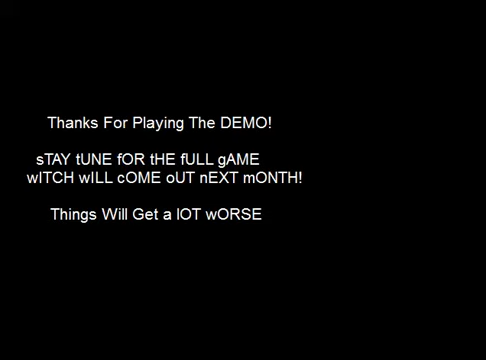 Thanks For Playing The DEMO!
sTAY tUNE fOR tHE fULL gAME
wITCH wILL cOME oUT nEXT mONTH!
Things Will Get a lOT wORSE